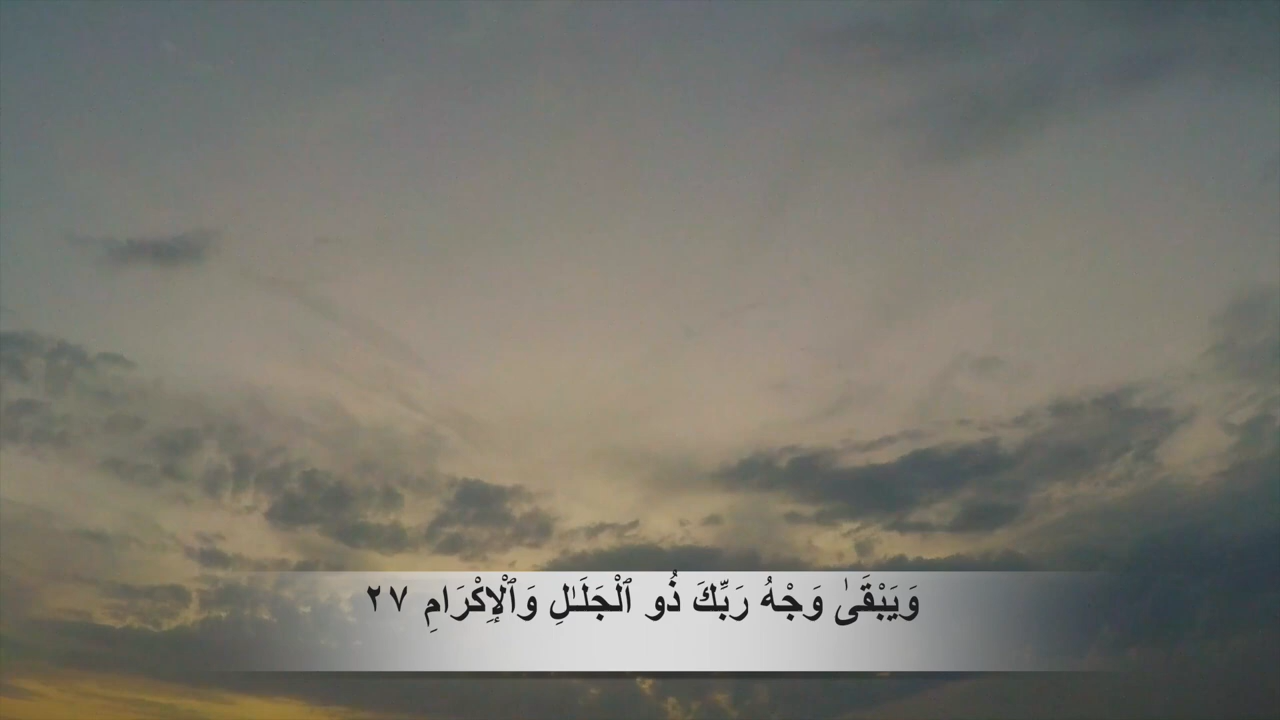 وَيَبْقَىٰ وَجْهُ رَبِّكَ ذُو ٱلْجَلَـٰلِ وَٱلْإِكْرَامِ ٢٧